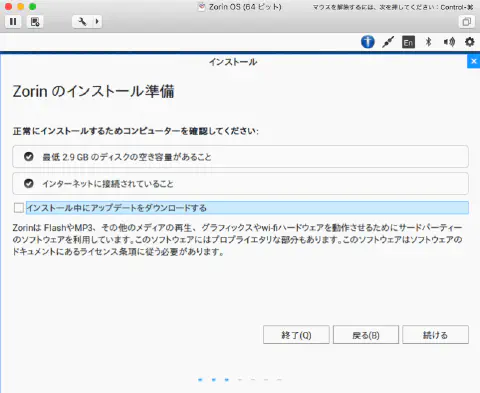 Zorin OS (64 ビット)
マウスを解除するには、次を押してください: Control-⌘
En
インストール
Zorin のインストール準備
正常にインストールするためコンピューターを確認してください:
最低 2.9 GB のディスクの空き容量があること
インターネットに接続されていること
インストール中にアップデートをダウンロードする
Zorinは FlashやMP3、その他のメディアの再生、グラフィックスやwi-fiハードウェアを動作させるためにサードパーティー
のソフトウェアを利用しています。このソフトウェアにはプロプライエタリな部分もあります。このソフトウェアはソフトウェアの
ドキュメントにあるライセンス条項に従う必要があります。
終了(Q)
戻る(B)
続ける